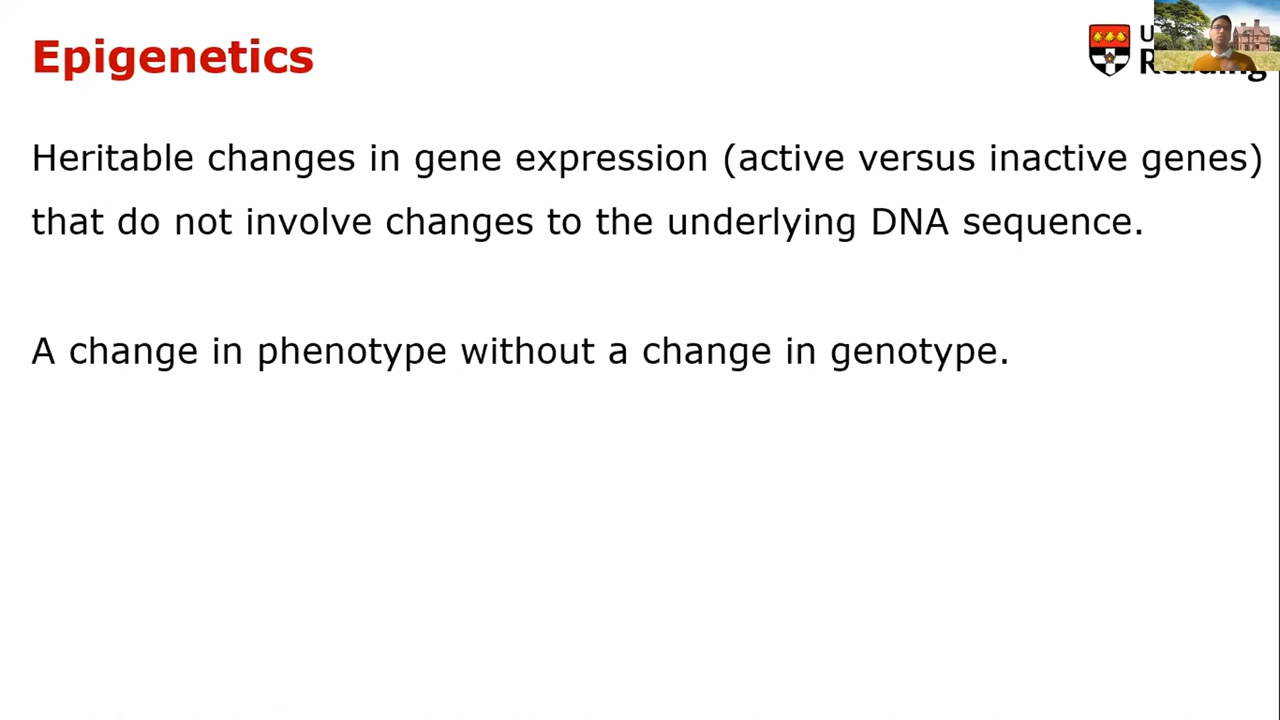 Epigenetics
Heritable changes in gene expression (active versus inactive genes)
that do not involve changes to the underlying DNA sequence.
A change in phenotype without a change in genotype.